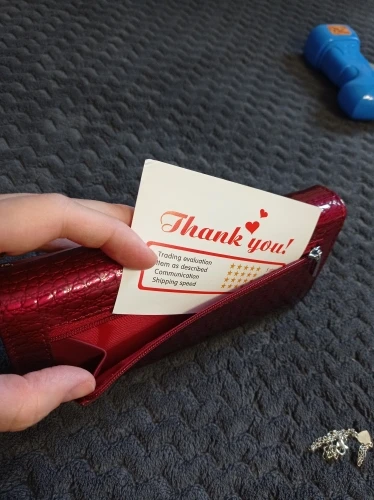 Thank you!
Trading evaluation
Item as described
Communication
Shipping speed